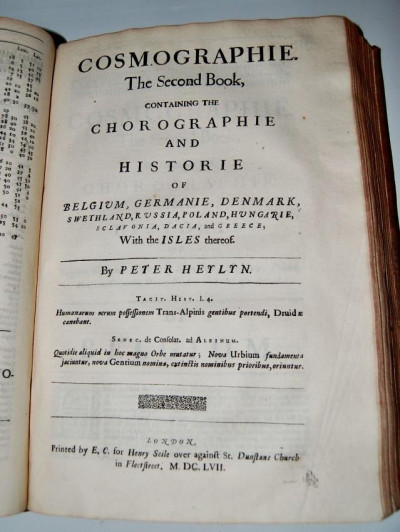 COSMOGRAPHIE.
The Second Book,
CONTAINING THE
CHOROGRAPHIE
AND
HISTORIE
OF
BELGIVM, GERMANIE, DENMARK,
SWETHLAND, RVSSIA, POLAND, HVNGARIE,
SCLAVONIA, DACIA, and GREECE;
With the ISLES thereof.
By PETER HEYLYN.
TACIT. HIST. l.4.
Humanarum rerum possessionem Trans-Alpinis gentibus portendi, Druidæ
canebant.
SENEC. de Consolat. ad ALBINUM.
Quotidie aliquid in hoc magno Orbe mutatur; Nova Urbium fundamenta
jaciuntur, nova Gentium nomina, extinctis nominibus prioribus, oriuntur.
LONDON,
Printed by E. C. for Henry Seile over against St. Dunstans Church
in Fleetstreet. M. DC. LVII.